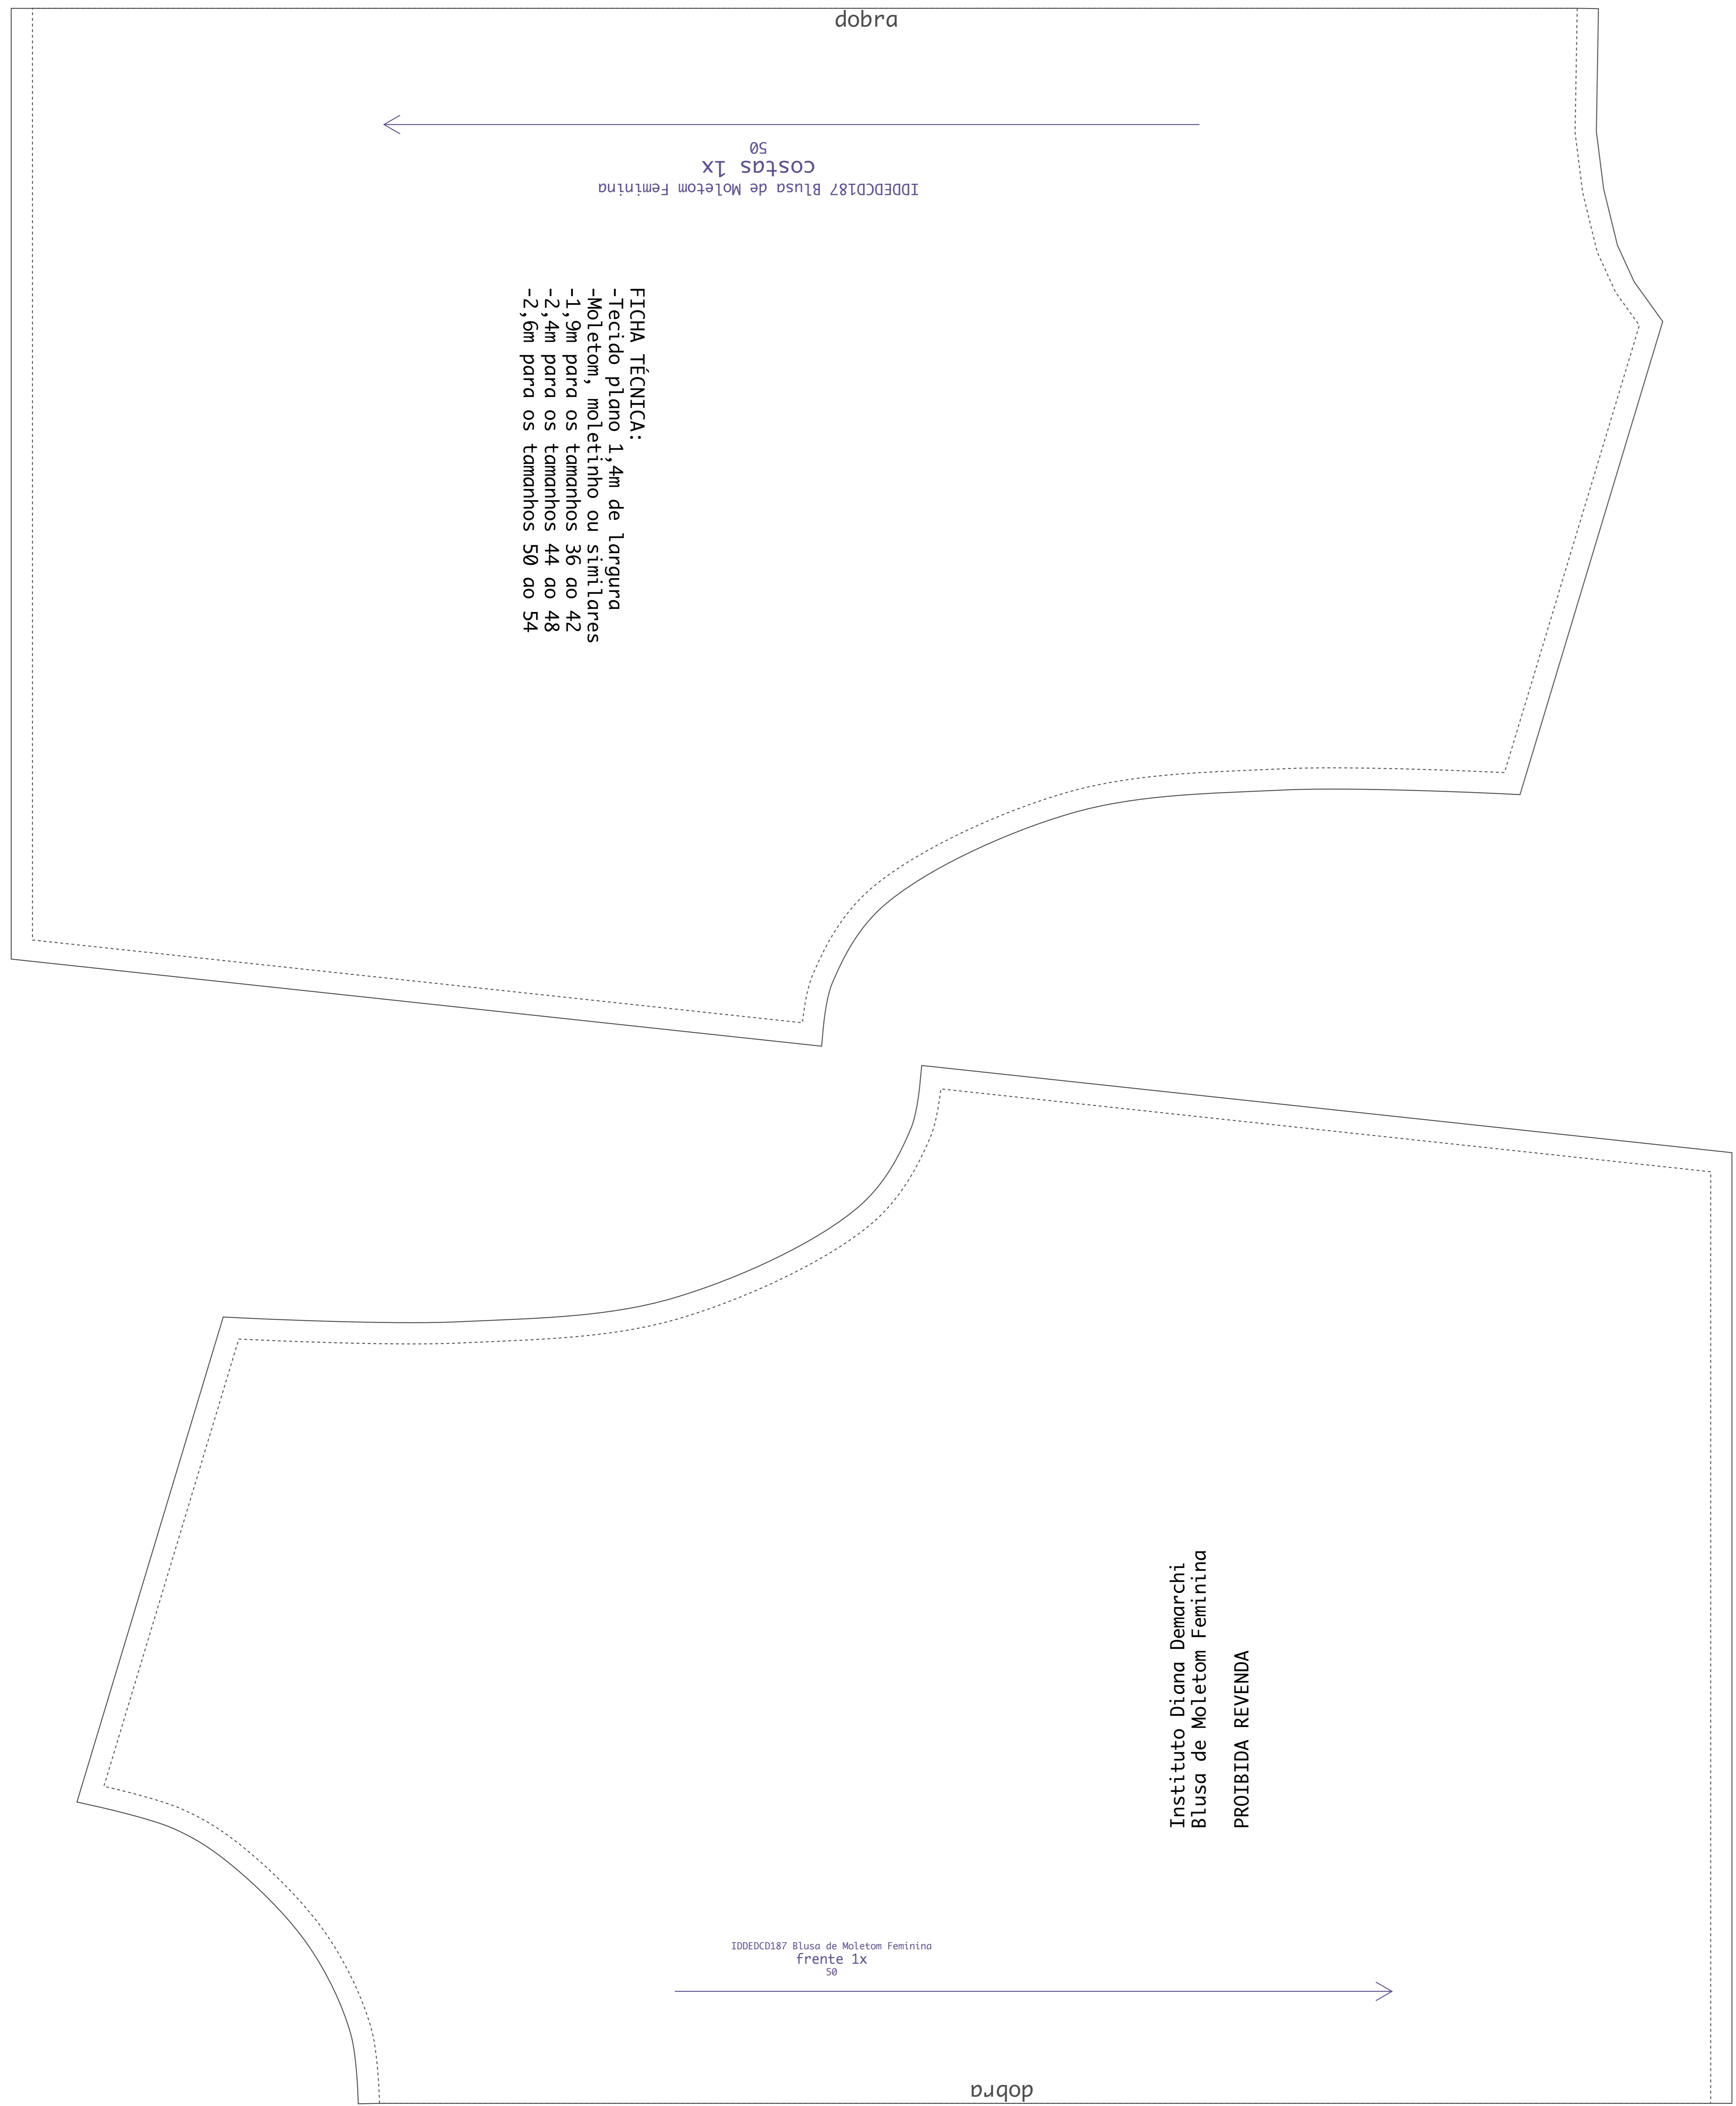 dobra
50
costas 1x
IDDEDCD187 Blusa de Moletom Feminina
FICHA TÉCNICA:
-Tecido plano 1,4m de largura
-Moletom, moletinho ou similares
-1,9m para os tamanhos 36 ao 42
-2,4m para os tamanhos 44 ao 48
-2,6m para os tamanhos 50 ao 54
Instituto Diana Demarchi
Blusa de Moletom Feminina
PROIBIDA REVENDA
IDDEDCD187 Blusa de Moletom Feminina
frente 1x
50
dobra